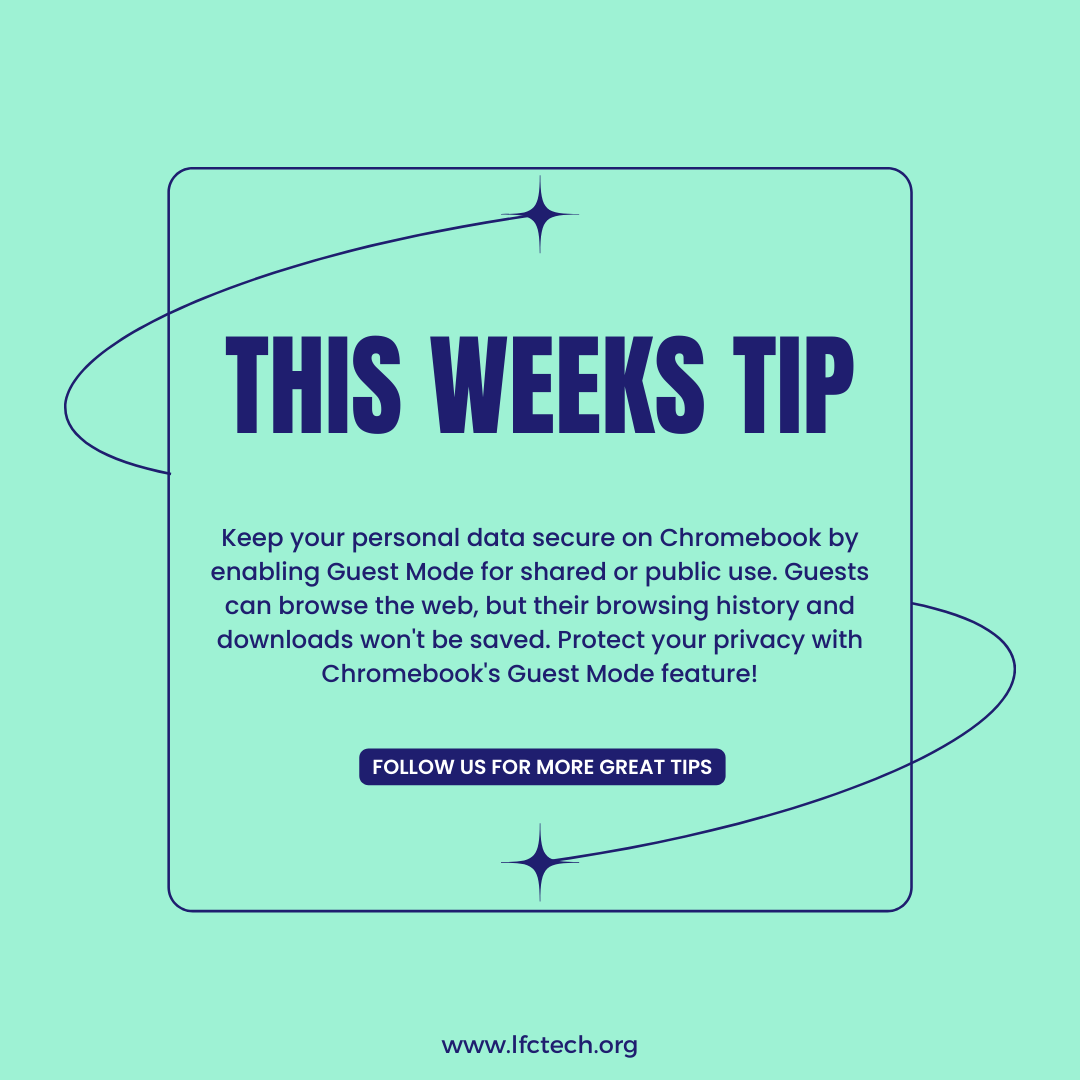 THIS WEEKS TIP
Keep your personal data secure on Chromebook by
enabling Guest Mode for shared or public use. Guests
can browse the web, but their browsing history and
downloads won't be saved. Protect your privacy with
Chromebook's Guest Mode feature!
FOLLOW US FOR MORE GREAT TIPS
www.lfctech.org